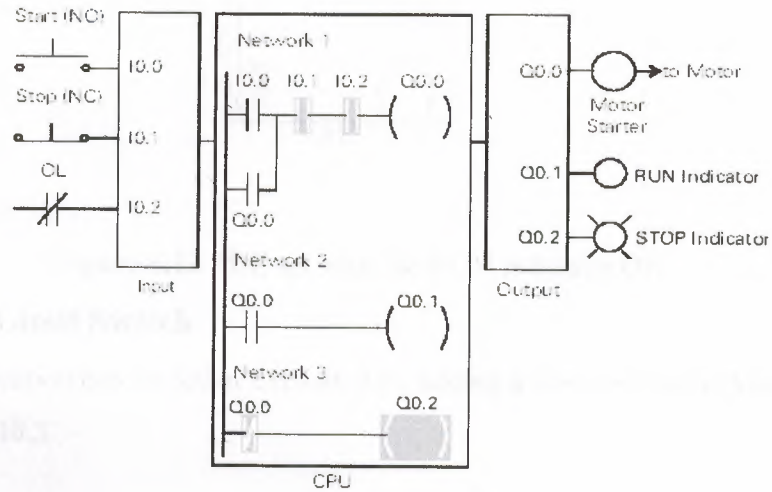 Start (NO)
I0.0
Stop (NC)
I0.1
OL
I0.2
Input
Network 1
I0.0 I0.1 I0.2 Q0.0
Q0.0
Network 2
Q0.0 Q0.1
Network 3
Q0.0 Q0.2
CPU
Q0.0
to Motor
Motor
Starter
Q0.1
RUN Indicator
Q0.2
STOP Indicator
Output